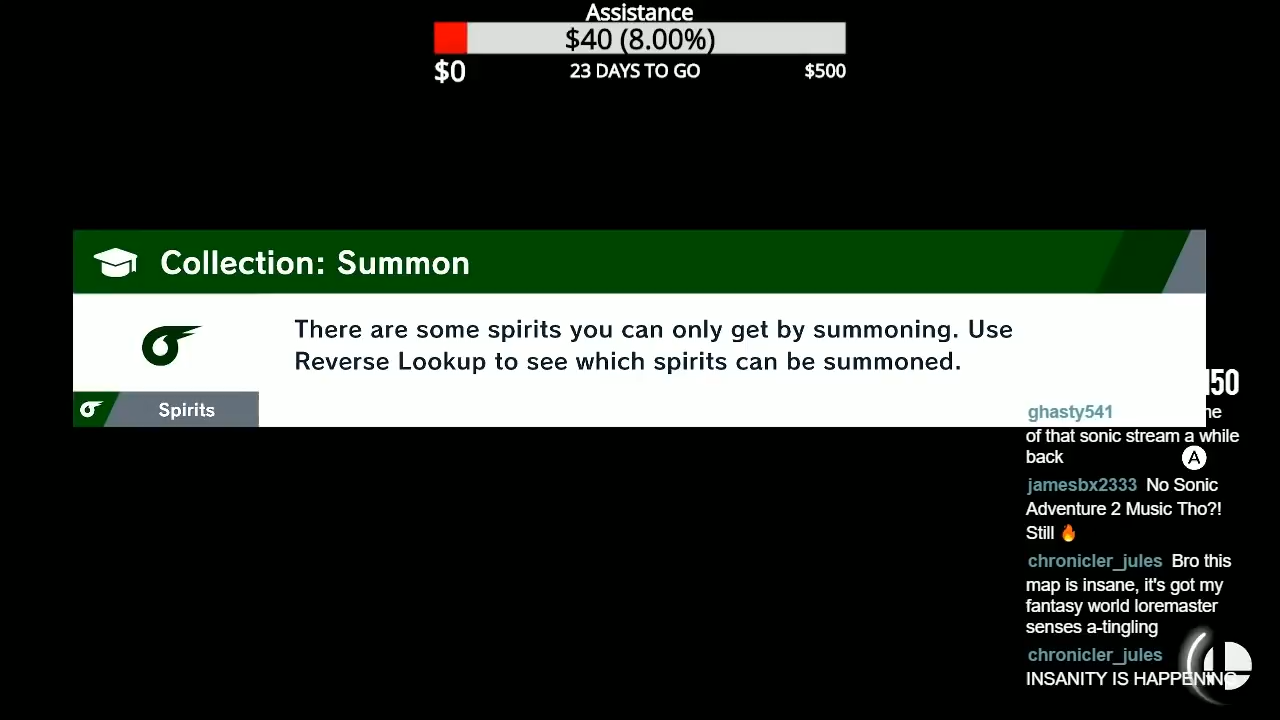 Assistance
$40 (8.00%)
$0 23 DAYS TO GO $500
Collection: Summon
There are some spirits you can only get by summoning. Use
Reverse Lookup to see which spirits can be summoned.
Spirits
150
ghasty541
of that sonic stream a while
back
A
jamesbx2333 No Sonic
Adventure 2 Music Tho?!
Still 🔥
chronicler_jules Bro this
map is insane, it's got my
fantasy world loremaster
senses a-tingling
chronicler_jules
INSANITY IS HAPPENING